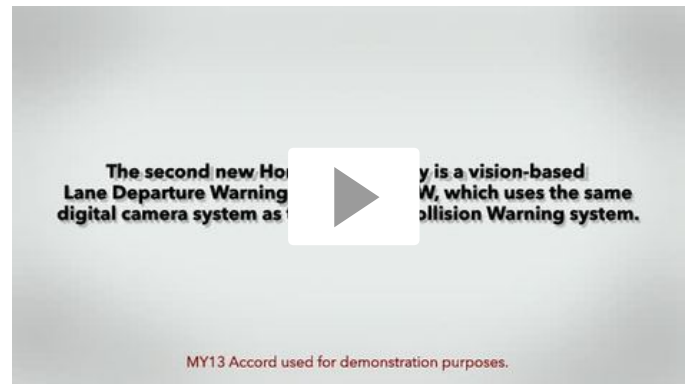 The second new Hon y is a vision-based
Lane Departure Warning W, which uses the same
digital camera system as ollision Warning system.
MY13 Accord used for demonstration purposes.